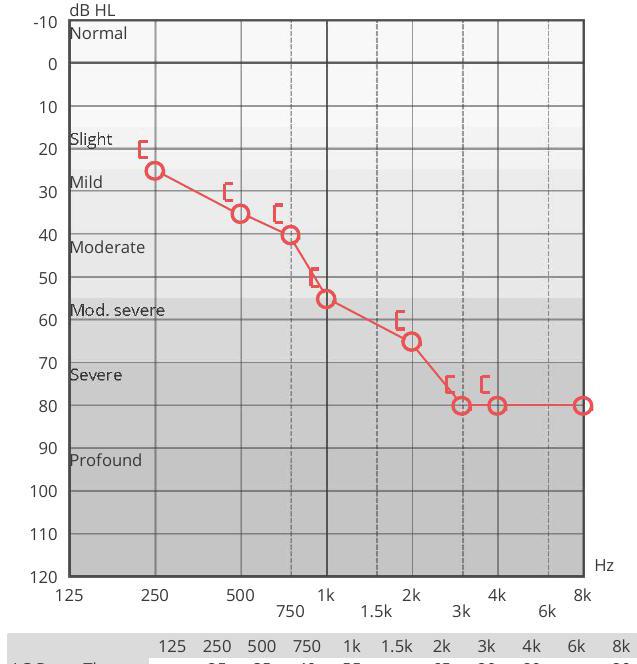 dB HL
-10
Normal
0
10
Slight
20
Mild
30
40
Moderate
50
Mod. severe
60
70
Severe
80
90
Profound
100
110
120
Hz
125 250 500 1k 2k 4k 8k
750 1.5k 3k 6k
125 250 500 750 1k 1.5k 2k 3k 4k 6k 8k